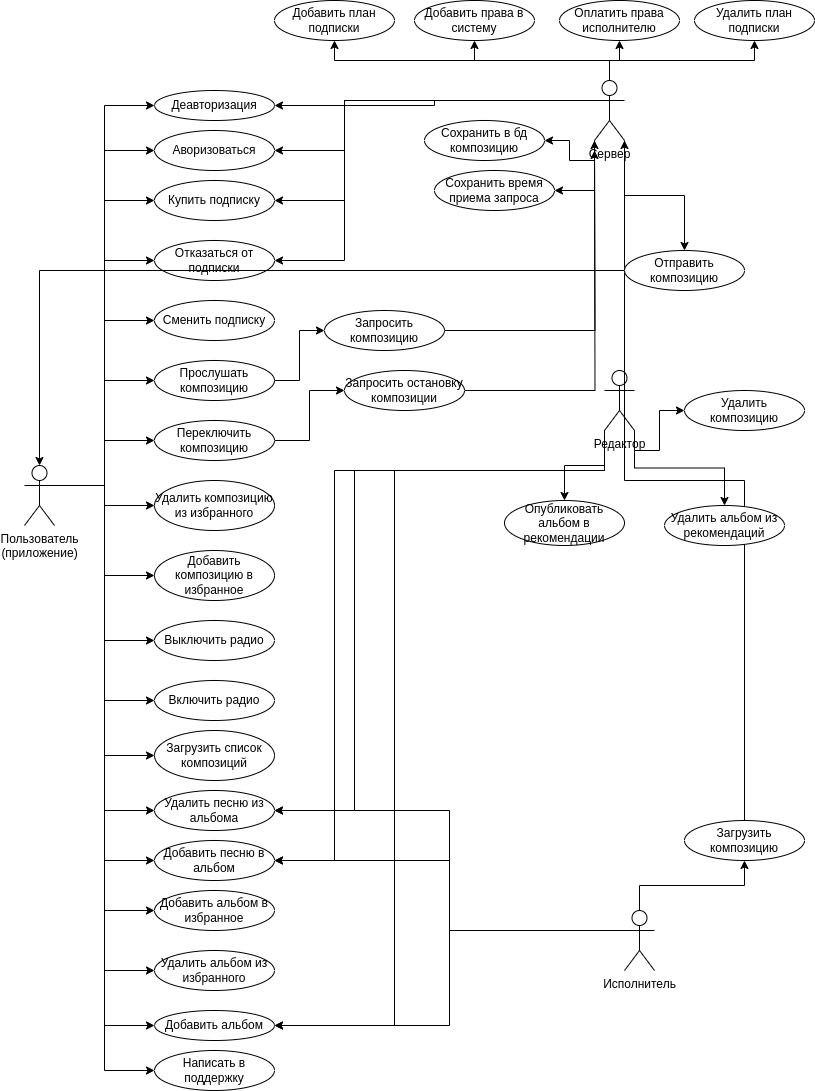 Добавить план
подписки
Добавить права в
систему
Оплатить права
исполнителю
Удалить план
подписки
Деавторизация
Сохранить в бд
композицию
Сервер
Аворизоваться
Сохранить время
приема запроса
Купить подписку
Отказаться от
подписки
Отправить
композицию
Сменить подписку
Запросить
композицию
Прослушать
композицию
Запросить остановку
композиции
Удалить
композицию
Переключить
композицию
Редактор
Удалить композицию
из избранного
Опубликовать
альбом в
рекомендации
Удалить альбом из
рекомендаций
Пользователь
(приложение)
Добавить
композицию в
избранное
Выключить радио
Включить радио
Загрузить список
композиций
Удалить песню из
альбома
Загрузить
композицию
Добавить песню в
альбом
Добавить альбом в
избранное
Удалить альбом из
избранного
Исполнитель
Добавить альбом
Написать в
поддержку